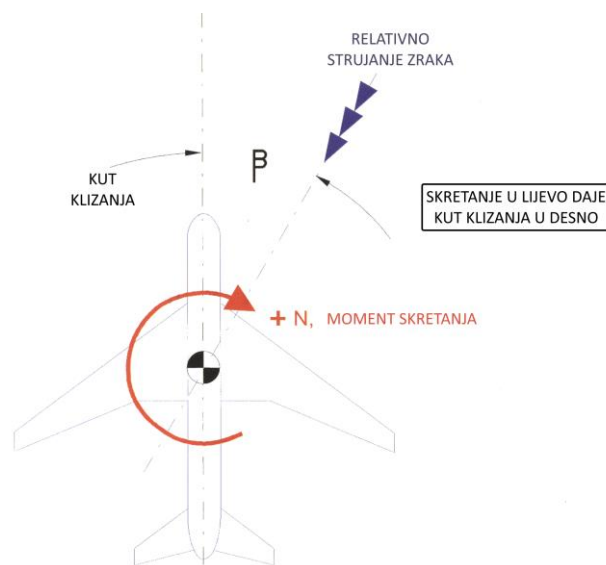 RELATIVNO
STRUJANJE ZRAKA
β
KUT
KLIZANJA
SKRETANJE U LIJEVO DAJE
KUT KLIZANJA U DESNO
+ N, MOMENT SKRETANJA